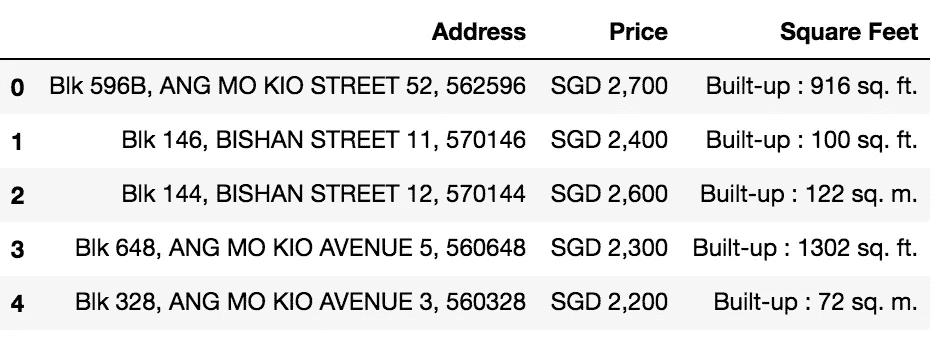 Address Price Square Feet
0 Blk 596B, ANG MO KIO STREET 52, 562596 SGD 2,700 Built-up : 916 sq. ft.
1 Blk 146, BISHAN STREET 11, 570146 SGD 2,400 Built-up : 100 sq. ft.
2 Blk 144, BISHAN STREET 12, 570144 SGD 2,600 Built-up : 122 sq. m.
3 Blk 648, ANG MO KIO AVENUE 5, 560648 SGD 2,300 Built-up : 1302 sq. ft.
4 Blk 328, ANG MO KIO AVENUE 3, 560328 SGD 2,200 Built-up : 72 sq. m.